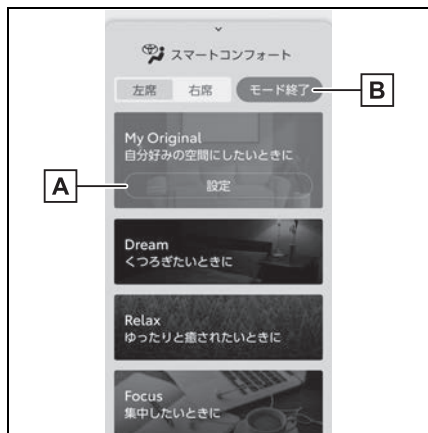 スマートコンフォート
左席
右席
モード終了
B
My Original
自分好みの空間にしたいときに
A
設定
Dream
くつろぎたいときに
Relax
ゆったりと癒されたいときに
Focus
集中したいときに